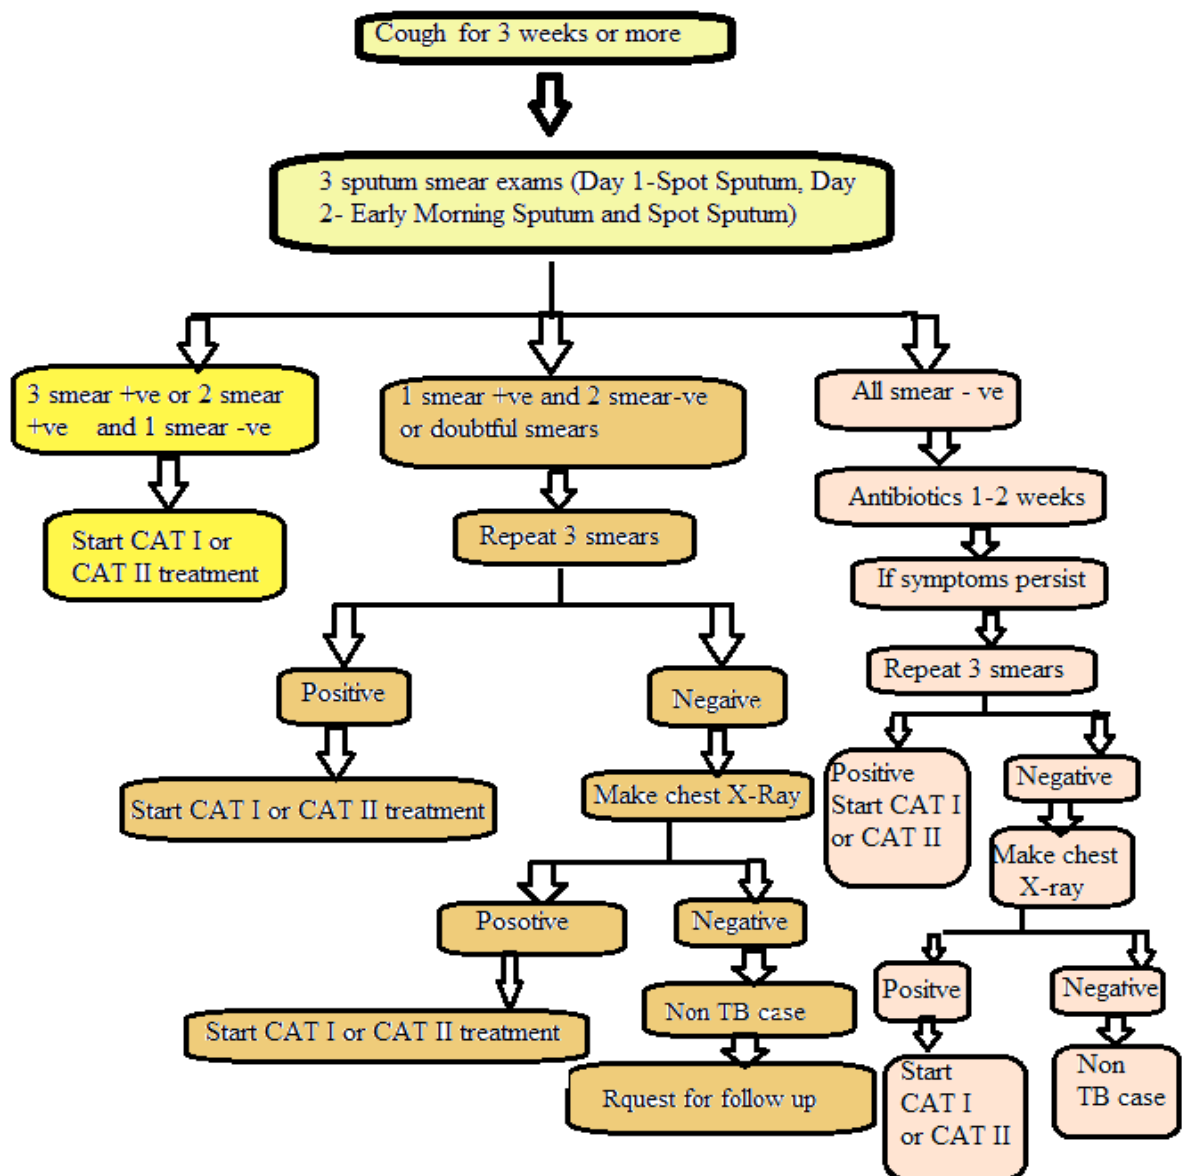 Cough for 3 weeks or more
3 sputum smear exams (Day 1-Spot Sputum, Day
2- Early Morning Sputum and Spot Sputum)
3 smear +ve or 2 smear
+ve and 1 smear -ve
1 smear +ve and 2 smear-ve
or doubtful smears
All smear - ve
Start CAT I or
CAT II treatment
Repeat 3 smears
Antibiotics 1-2 weeks
If symptoms persist
Repeat 3 smears
Positive
Negaive
Start CAT I or CAT II treatment
Make chest X-Ray
Positive
Start CAT I
or CAT II
Negative
Make chest
X-ray
Posotive
Negative
Start CAT I or CAT II treatment
Non TB case
Rquest for follow up
Positve
Negative
Start
CAT I
or CAT II
Non
TB case